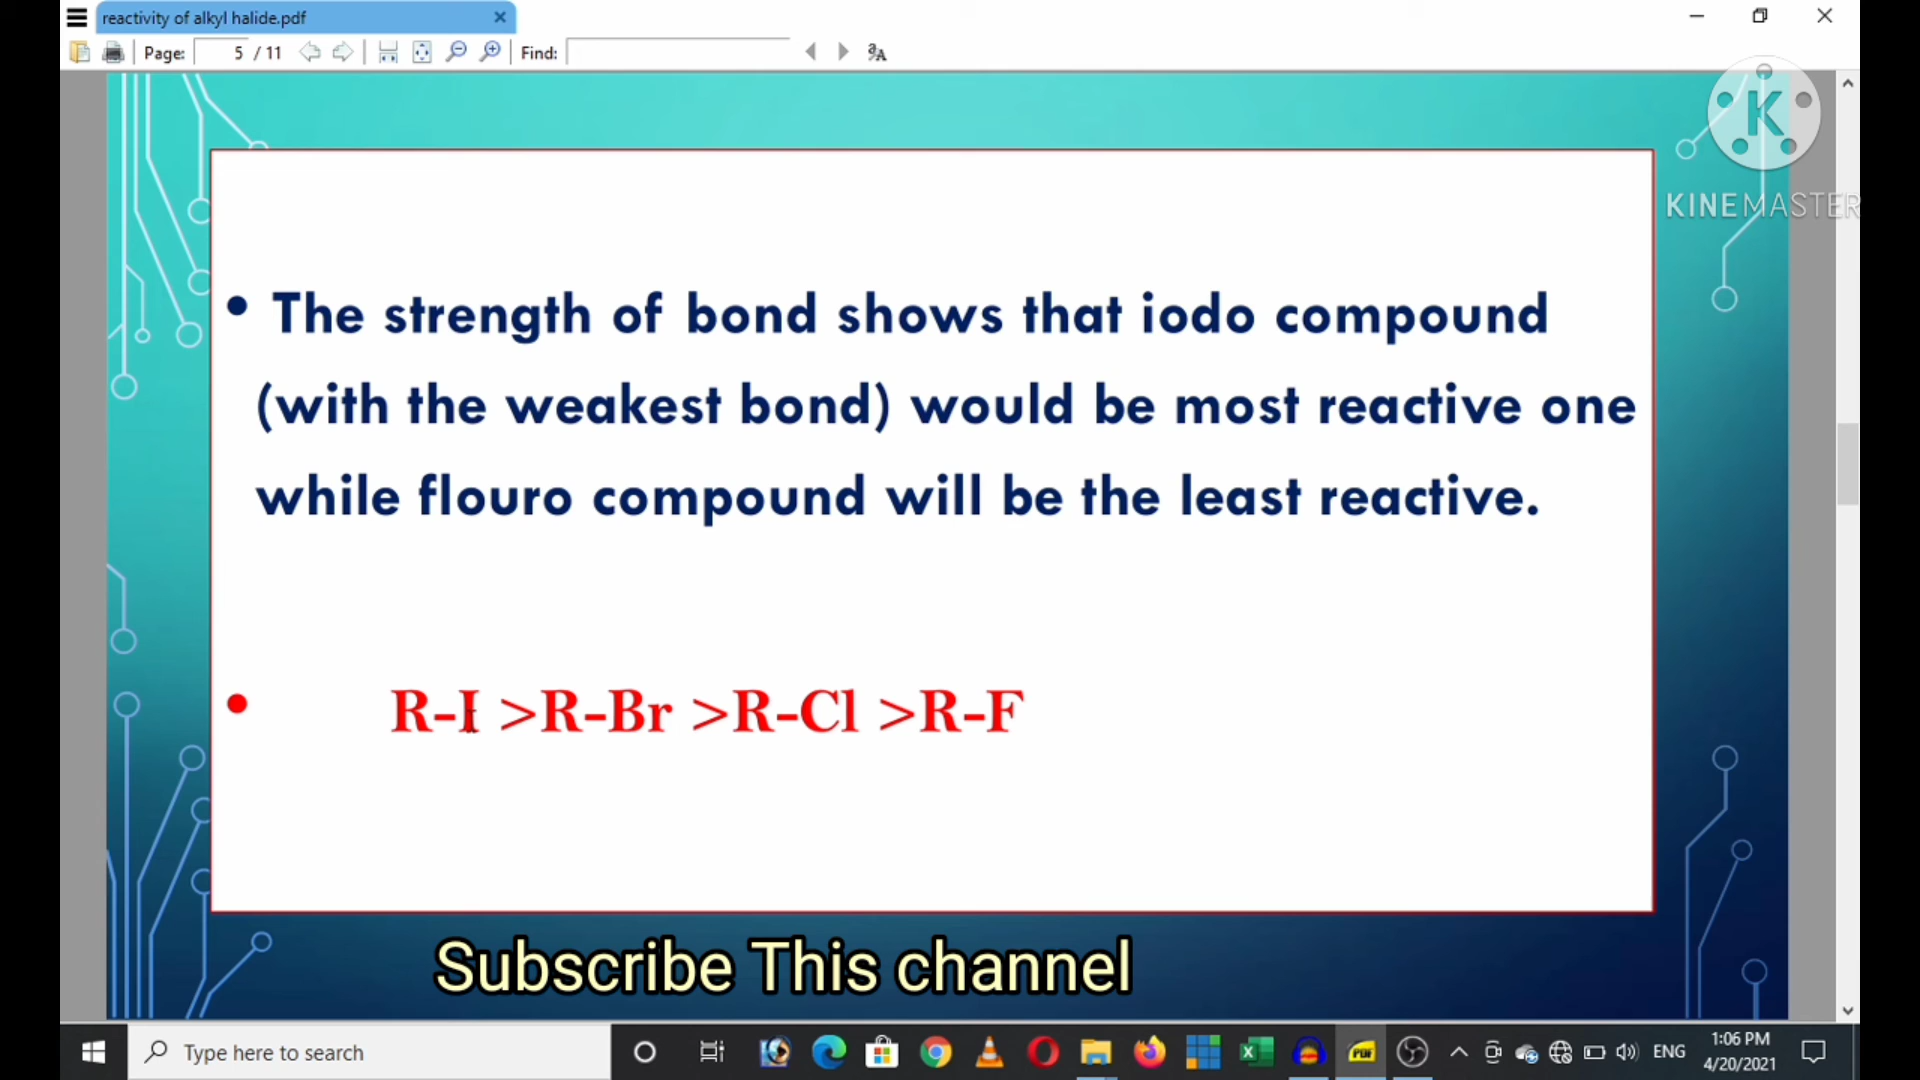 reactivity of alkyl halide.pdf
Page: 5 / 11 Find:
K
KINEMASTER
• The strength of bond shows that iodo compound
(with the weakest bond) would be most reactive one
while flouro compound will be the least reactive.
• R-I >R-Br >R-Cl >R-F
Subscribe This channel
Type here to search
ENG
1:06 PM
4/20/2021